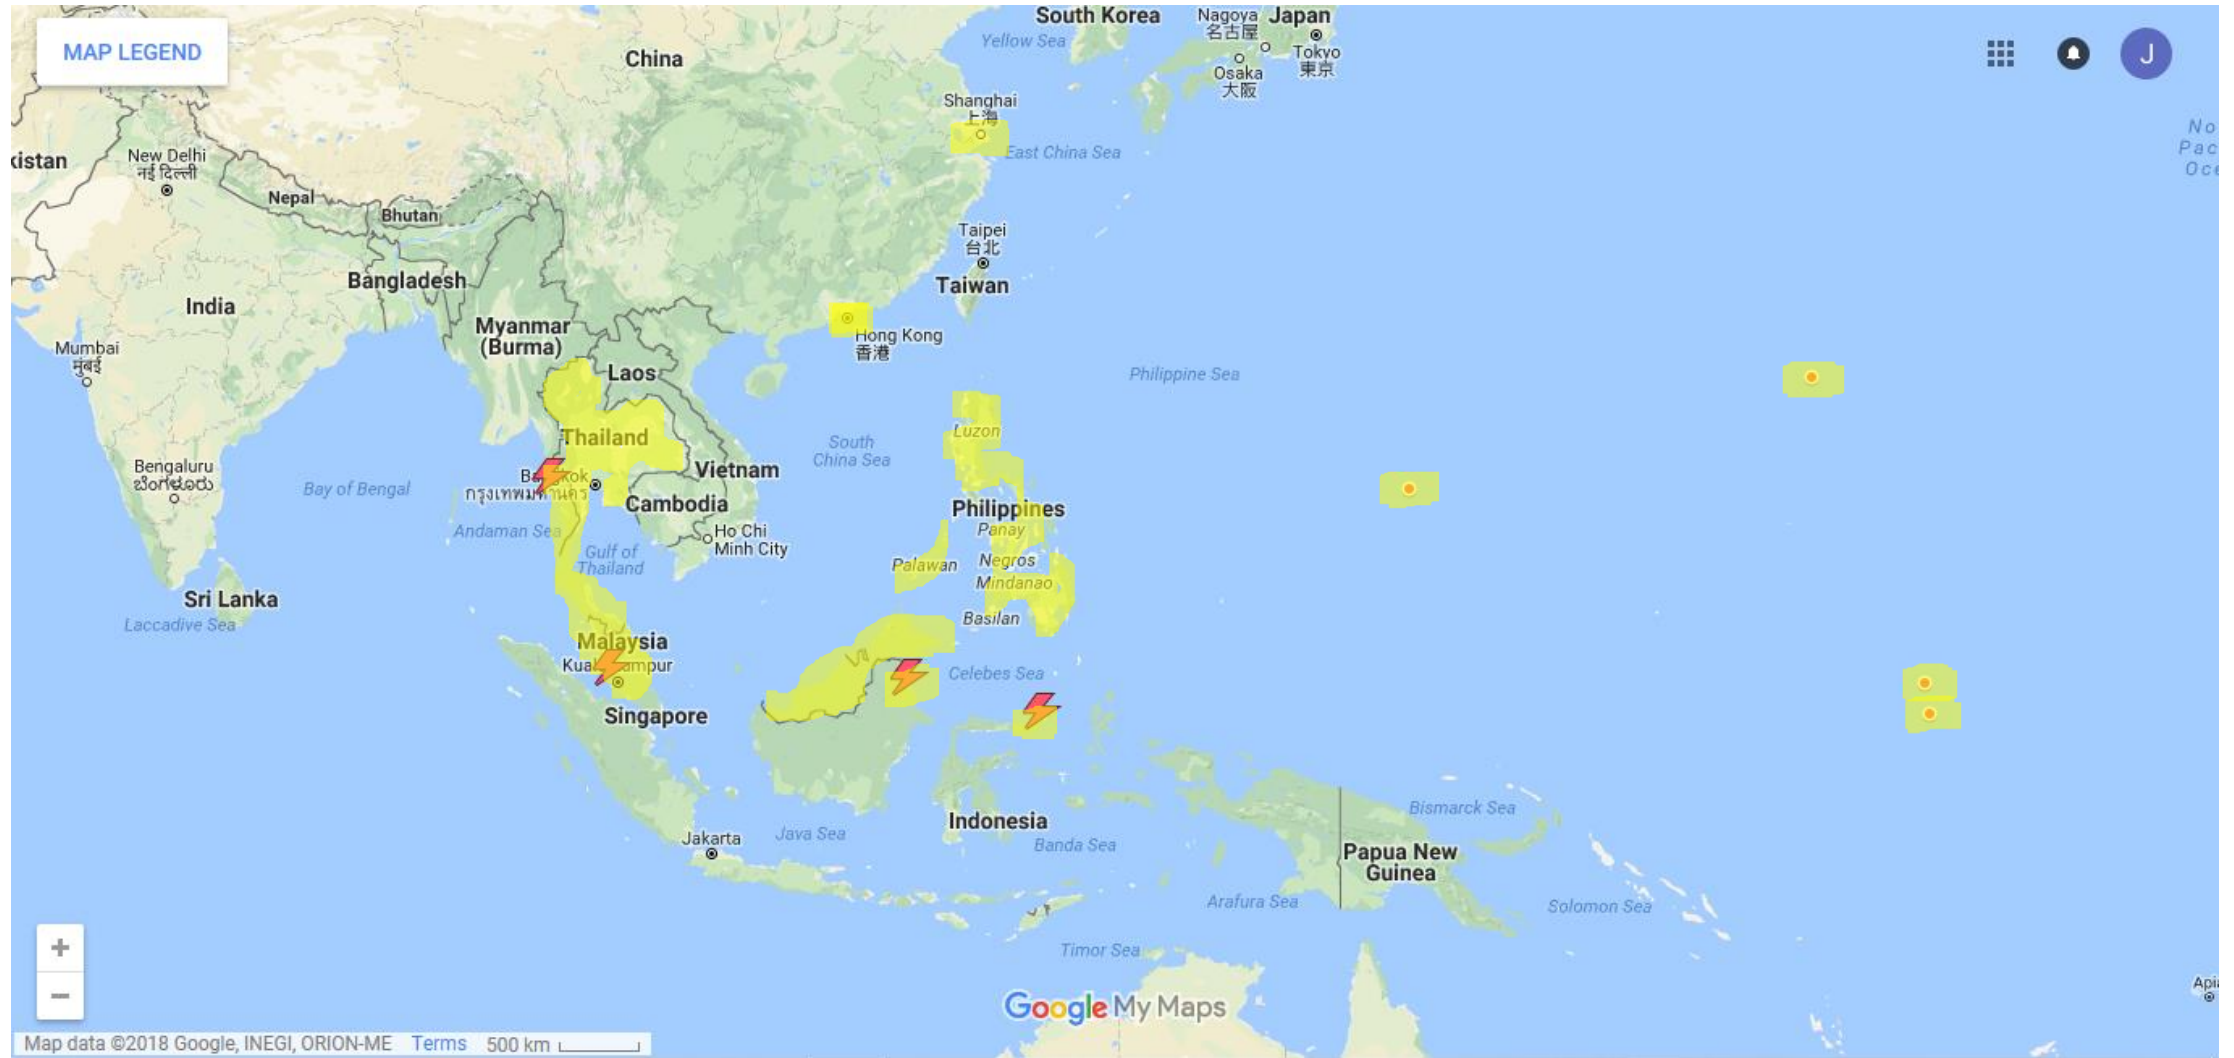 MAP LEGEND
South Korea
Nagoya
名古屋
Japan
Tokyo
東京
Osaka
大阪
Yellow Sea
China
Shanghai
上海
East China Sea
J
New Delhi
नई दिल्ली
Nepal
Bhutan
Taipei
台北
Taiwan
Bangladesh
India
Myanmar
(Burma)
Hong Kong
香港
Mumbai
मुंबई
Laos
Philippine Sea
Luzon
Thailand
South
China Sea
Vietnam
Bengaluru
ಬೆಂಗಳೂರು
Bay of Bengal
Cambodia
Philippines
Panay
Andaman Sea
Ho Chi
Minh City
Gulf of
Thailand
Palawan
Negros
Mindanao
Sri Lanka
Laccadive Sea
Basilan
Malaysia
Celebes Sea
Singapore
Indonesia
Jakarta
Java Sea
Banda Sea
Bismarck Sea
Papua New
Guinea
Arafura Sea
Solomon Sea
Timor Sea
+
−
Google My Maps
Map data ©2018 Google, INEGI, ORION-ME Terms 500 km